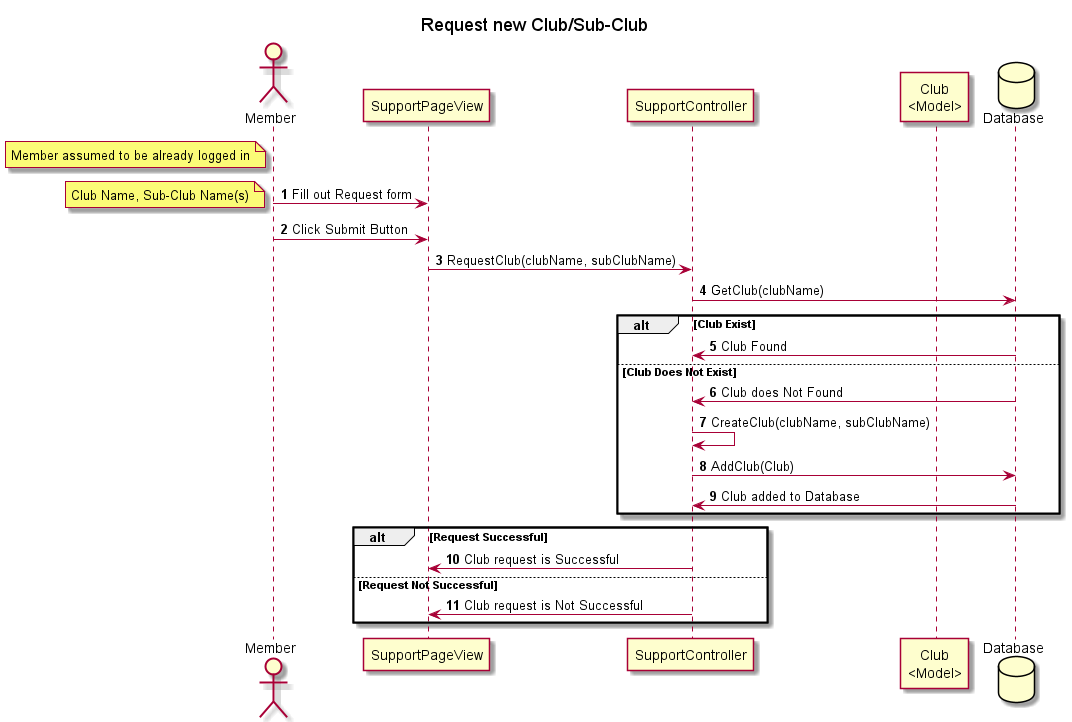 Request new Club/Sub-Club
Member
SupportPageView
SupportController
Club
<Model>
Database
Member assumed to be already logged in
Club Name, Sub-Club Name(s)
1 Fill out Request form
2 Click Submit Button
3 RequestClub(clubName, subClubName)
4 GetClub(clubName)
alt [Club Exist]
5 Club Found
[Club Does Not Exist]
6 Club does Not Found
7 CreateClub(clubName, subClubName)
8 AddClub(Club)
9 Club added to Database
alt [Request Successful]
10 Club request is Successful
[Request Not Successful]
11 Club request is Not Successful
Member
SupportPageView
SupportController
Club
<Model>
Database